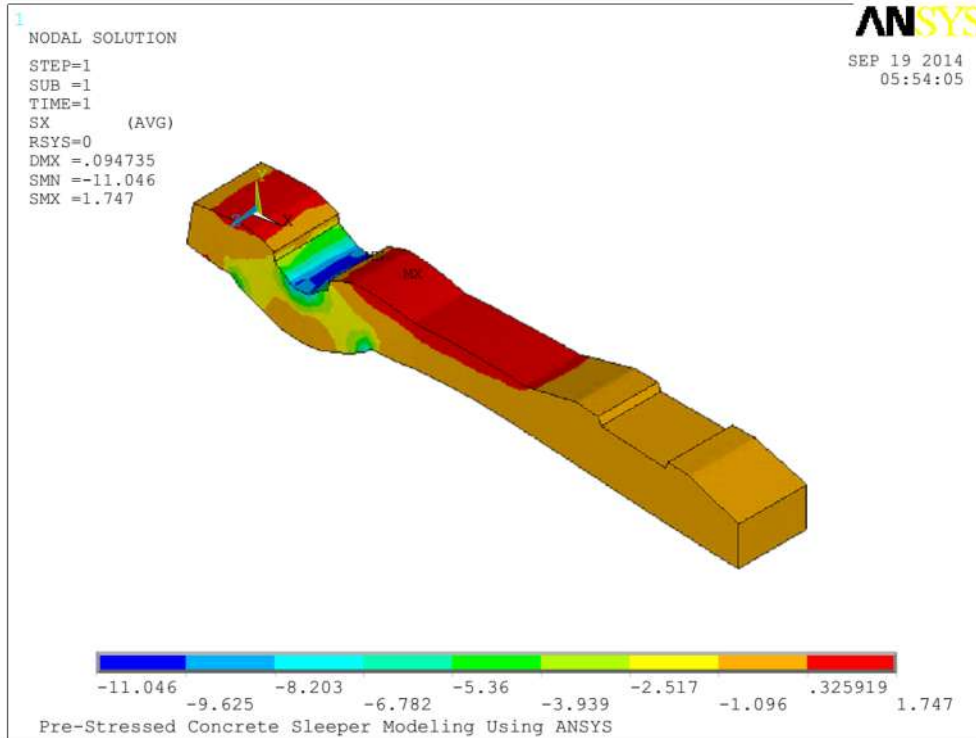 1
NODAL SOLUTION
STEP=1
SUB =1
TIME=1
SX (AVG)
RSYS=0
DMX =.094735
SMN =-11.046
SMX =1.747
ANSYS
SEP 19 2014
05:54:05
Y
X
MX
-11.046 -8.203 -5.36 -2.517 .325919
-9.625 -6.782 -3.939 -1.096 1.747
Pre-Stressed Concrete Sleeper Modeling Using ANSYS